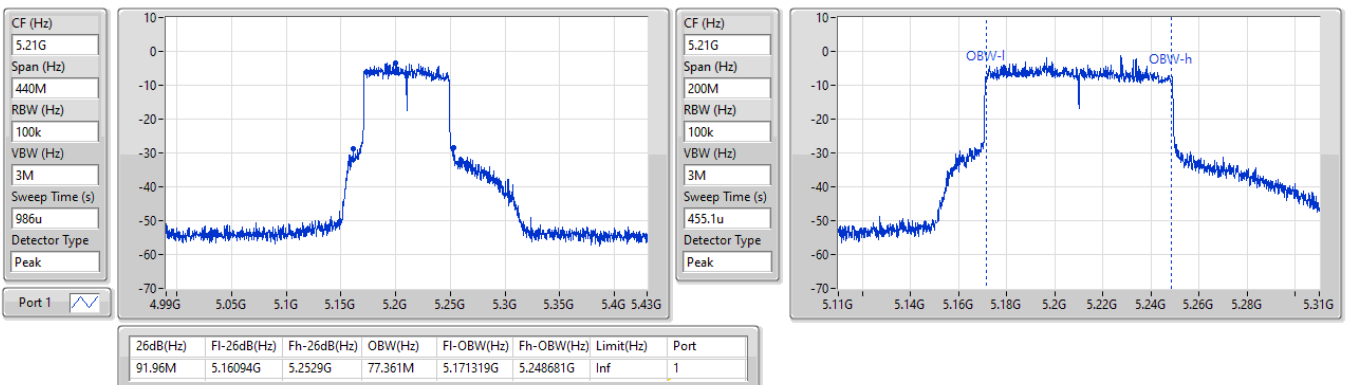 CF (Hz)
5.21G
Span (Hz)
440M
RBW (Hz)
100k
VBW (Hz)
3M
Sweep Time (s)
986u
Detector Type
Peak
Port 1
10
0
-10
-20
-30
-40
-50
-60
-70
4.99G 5.05G 5.1G 5.15G 5.2G 5.25G 5.3G 5.35G 5.4G 5.43G
CF (Hz)
5.21G
Span (Hz)
200M
RBW (Hz)
100k
VBW (Hz)
3M
Sweep Time (s)
455.1u
Detector Type
Peak
10
0
-10
-20
-30
-40
-50
-60
-70
OBW-l OBW-h
5.11G 5.14G 5.16G 5.18G 5.2G 5.22G 5.24G 5.26G 5.28G 5.31G
26dB(Hz) Fl-26dB(Hz) Fh-26dB(Hz) OBW(Hz) Fl-OBW(Hz) Fh-OBW(Hz) Limit(Hz) Port
91.96M 5.16094G 5.2529G 77.361M 5.171319G 5.248681G Inf 1